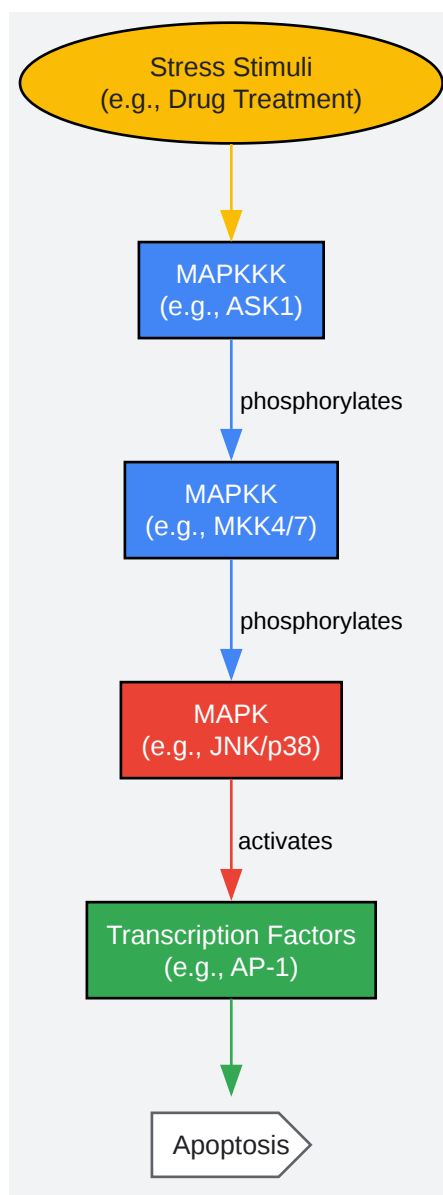 Stress Stimuli
(e.g., Drug Treatment)
MAPKKK
(e.g., ASK1)
phosphorylates
MAPKK
(e.g., MKK4/7)
phosphorylates
MAPK
(e.g., JNK/p38)
activates
Transcription Factors
(e.g., AP-1)
Apoptosis